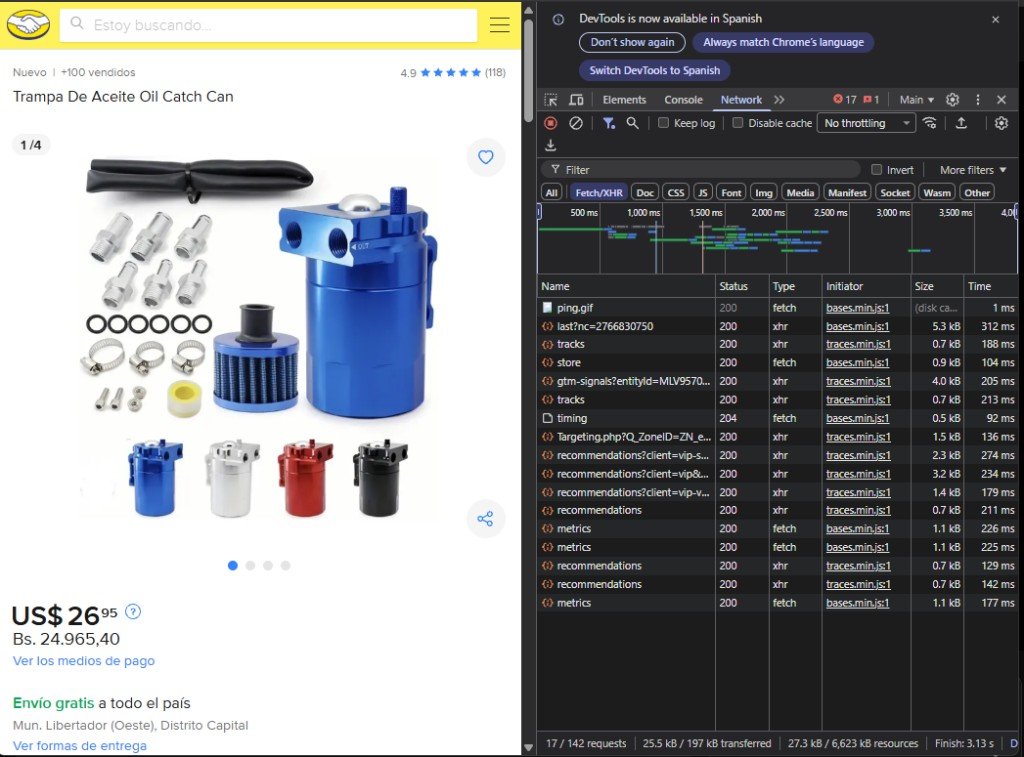 Estoy buscando...
Nuevo | +100 vendidos
4.9 (118)
Trampa De Aceite Oil Catch Can
1/4
OUT
US$ 26 95 ?
Bs. 24.965,40
Ver los medios de pago
Envío gratis a todo el país
Mun. Libertador (Oeste), Distrito Capital
Ver formas de entrega
DevTools is now available in Spanish
Don't show again
Always match Chrome's language
Switch DevTools to Spanish
Elements Console Network 17 1 Main
Keep log Disable cache No throttling
Filter Invert More filters
All Fetch/XHR Doc CSS JS Font Img Media Manifest Socket Wasm Other
500 ms 1,000 ms 1,500 ms 2,000 ms 2,500 ms 3,000 ms 3,500 ms 4,0
Name Status Type Initiator Size Time
ping.gif 200 fetch bases.min.js:1 (disk ca... 1 ms
last?nc=2766830750 200 xhr bases.min.js:1 5.3 kB 312 ms
tracks 200 xhr traces.min.js:1 0.7 kB 188 ms
store 200 fetch bases.min.js:1 0.9 kB 104 ms
gtm-signals?entityId=MLV9570... 200 xhr traces.min.js:1 4.0 kB 205 ms
tracks 200 xhr traces.min.js:1 0.7 kB 213 ms
timing 204 fetch bases.min.js:1 0.5 kB 92 ms
Targeting.php?Q_ZoneID=ZN_e... 200 xhr traces.min.js:1 1.5 kB 136 ms
recommendations?client=vip-s... 200 xhr traces.min.js:1 2.3 kB 274 ms
recommendations?client=vip&... 200 xhr traces.min.js:1 3.2 kB 234 ms
recommendations?client=vip-v... 200 xhr traces.min.js:1 1.4 kB 179 ms
recommendations 200 xhr traces.min.js:1 0.7 kB 211 ms
metrics 200 fetch bases.min.js:1 1.1 kB 226 ms
metrics 200 fetch bases.min.js:1 1.1 kB 225 ms
recommendations 200 xhr traces.min.js:1 0.7 kB 129 ms
recommendations 200 xhr traces.min.js:1 0.7 kB 142 ms
metrics 200 fetch bases.min.js:1 1.1 kB 177 ms
17 / 142 requests 25.5 kB / 197 kB transferred 27.3 kB / 6,623 kB resources Finish: 3.13 s D